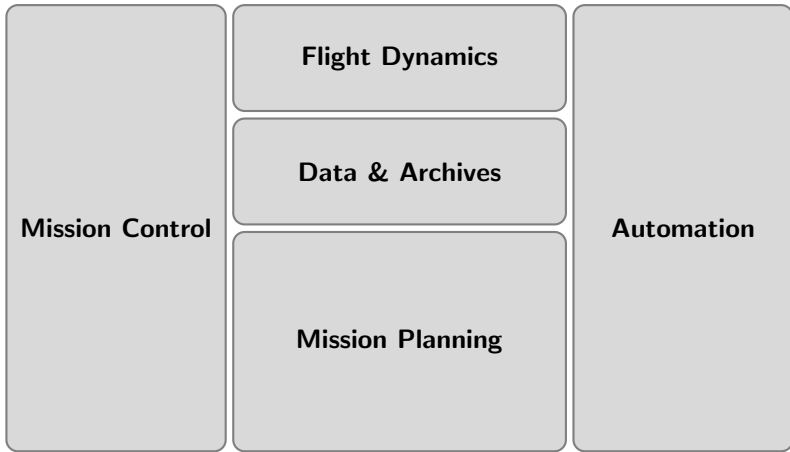 Flight Dynamics
Data & Archives
Mission Control
Automation
Mission Planning